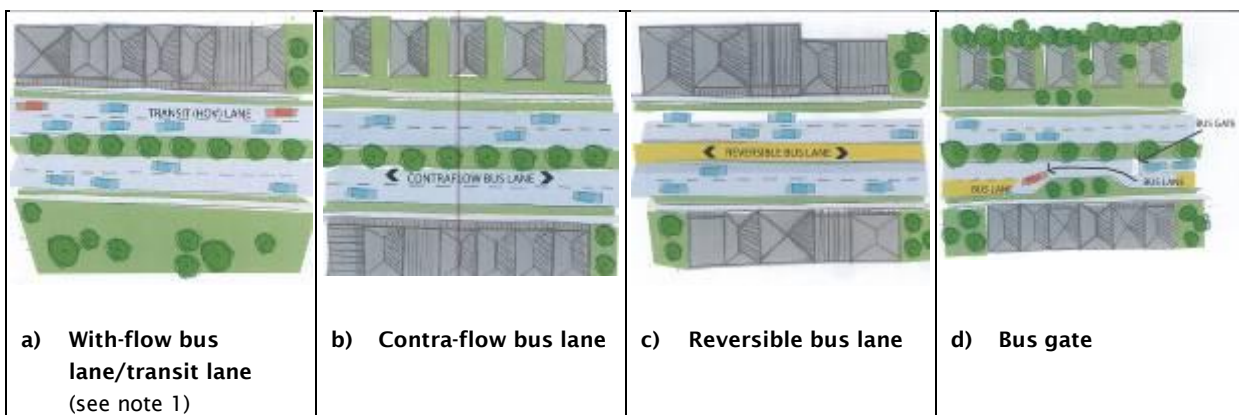 TRANSIT (HOV) LANE
CONTRAFLOW BUS LANE
REVERSIBLE BUS LANE
BUS GATE
BUS LANE
BUS LANE
a) With-flow bus
lane/transit lane
(see note 1)
b) Contra-flow bus lane
c) Reversible bus lane
d) Bus gate